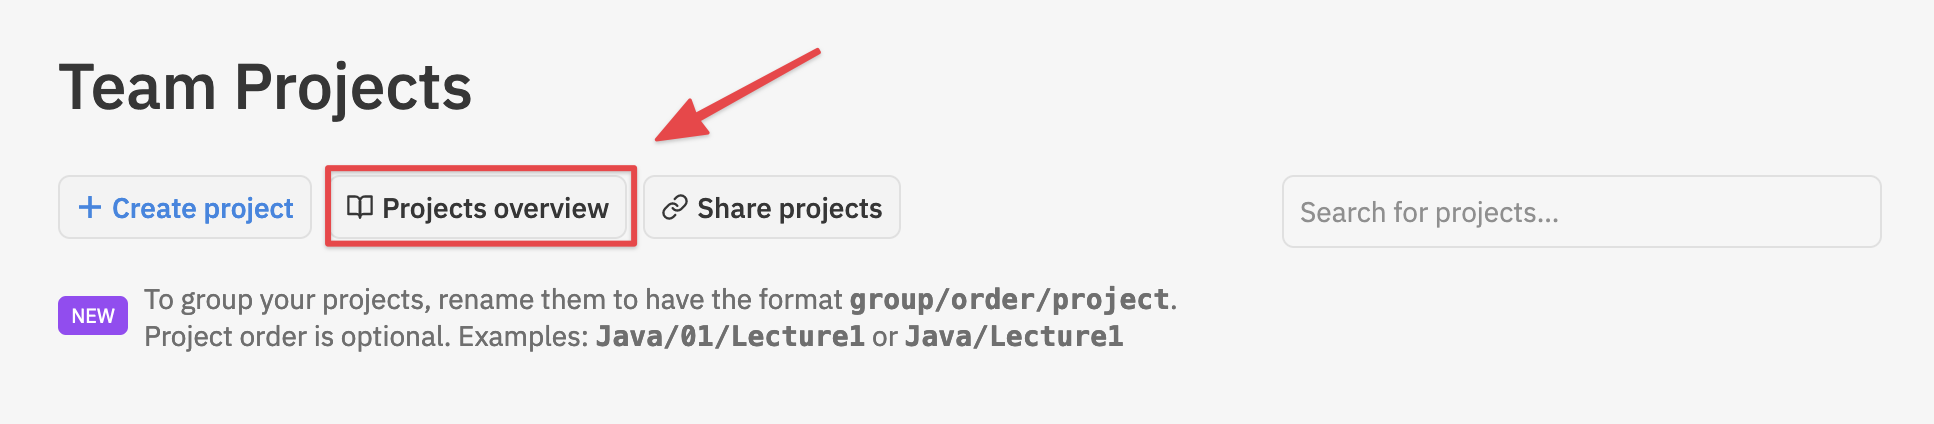 Team Projects
Create project
Projects overview
Share projects
Search for projects...
NEW
To group your projects, rename them to have the format group/order/project.
Project order is optional. Examples: Java/01/Lecture1 or Java/Lecture1